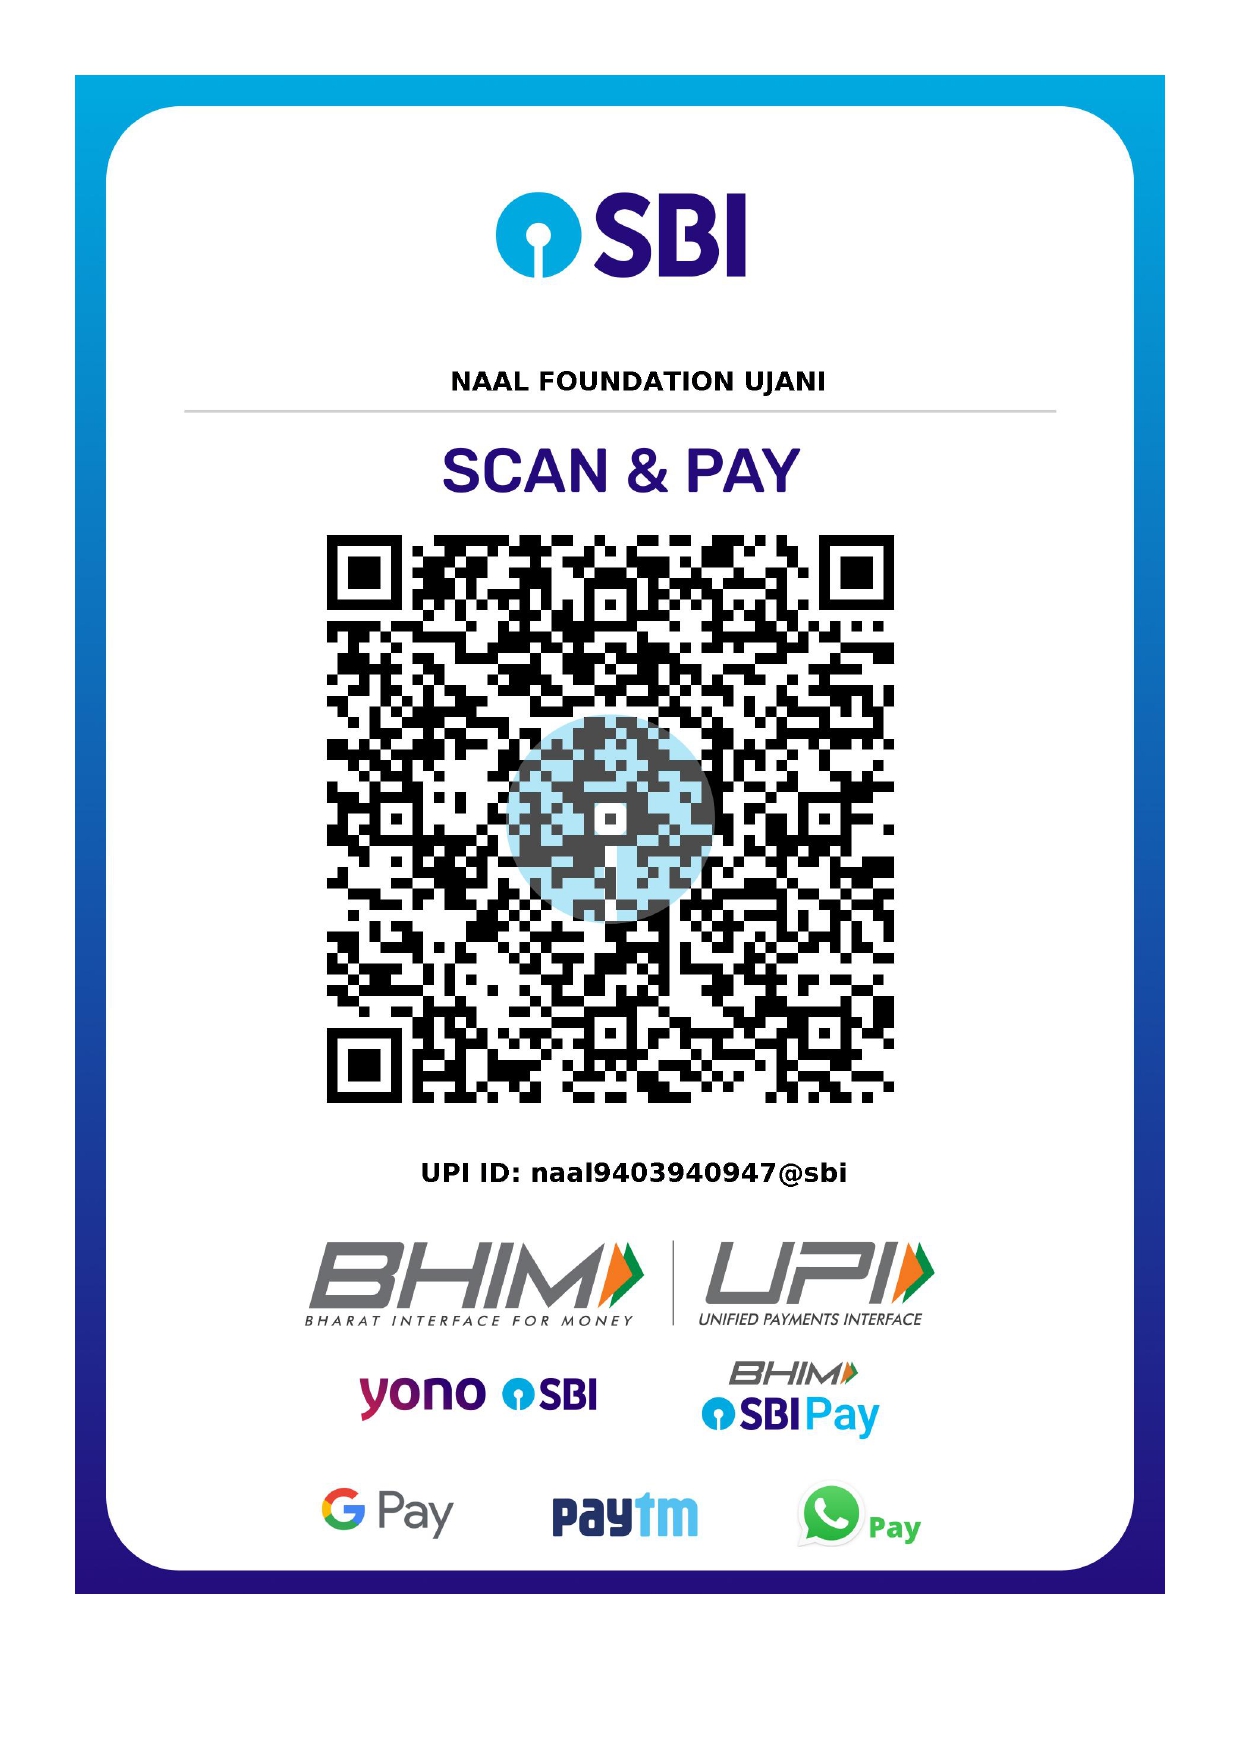 SBI
NAAL FOUNDATION UJANI
SCAN & PAY
UPI ID: naal9403940947@sbi
BHIM UPI
BHARAT INTERFACE FOR MONEY UNIFIED PAYMENTS INTERFACE
BHIM
yono SBI SBI Pay
G Pay paytm Pay